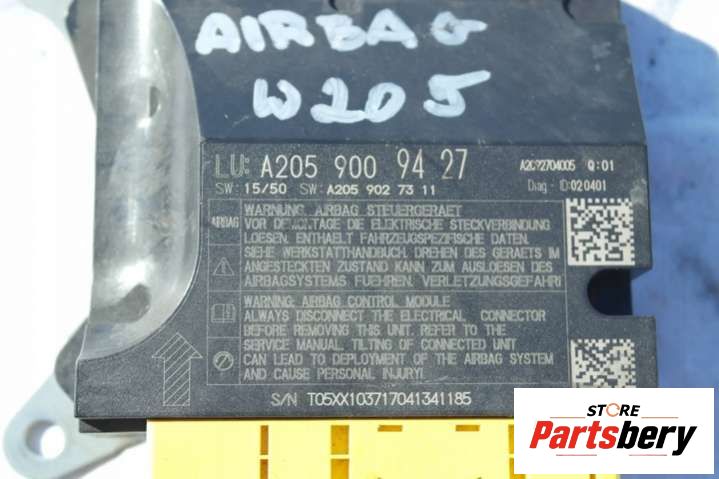 AIRBAG
W205
LU: A205 900 94 27
A2C92704005 Q:01
SW: 15/50 SW: A205 902 73 11
Diag - ID:020401
AIRBAG
WARNUNG, AIRBAG STEUERGERAET
VOR DEMONTAGE DIE ELEKTRISCHE STECKVERBINDUNG
LOESEN. ENTHAELT FAHRZEUGSPEZIFISCHE DATEN.
SIEHE WERKSTATTHANDBUCH. DREHEN DES GERAETS IM
ANGESTECKTEN ZUSTAND KANN ZUM AUSLOESEN DES
AIRBAGSYSTEMS FUEHREN. VERLETZUNGSGEFAHR!
WARNING: AIRBAG CONTROL MODULE
ALWAYS DISCONNECT THE ELECTRICAL CONNECTOR
BEFORE REMOVING THIS UNIT. REFER TO THE
SERVICE MANUAL. TILTING OF CONNECTED UNIT
CAN LEAD TO DEPLOYMENT OF THE AIRBAG SYSTEM
AND CAUSE PERSONAL INJURY!
S/N T05XX103717041341185
STORE
Partsbery